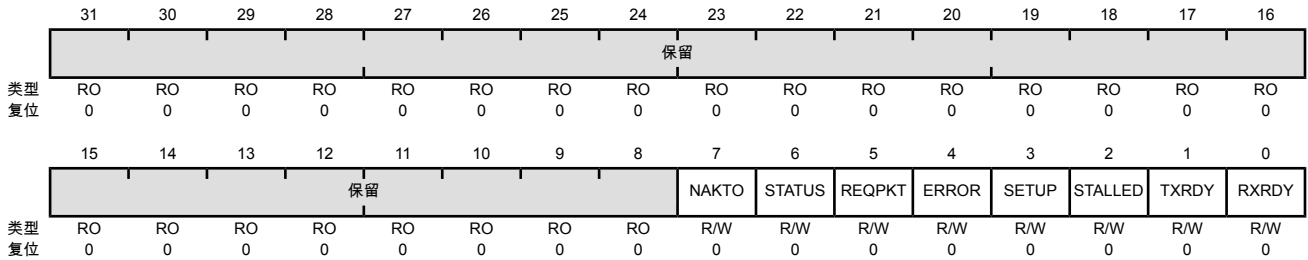 31 30 29 28 27 26 25 24 23 22 21 20 19 18 17 16
保留
类型 RO RO RO RO RO RO RO RO RO RO RO RO RO RO RO RO
复位 0 0 0 0 0 0 0 0 0 0 0 0 0 0 0 0
15 14 13 12 11 10 9 8 7 6 5 4 3 2 1 0
保留 NAKTO STATUS REQPKT ERROR SETUP STALLED TXRDY RXRDY
类型 RO RO RO RO RO RO RO RO R/W R/W R/W R/W R/W R/W R/W R/W
复位 0 0 0 0 0 0 0 0 0 0 0 0 0 0 0 0